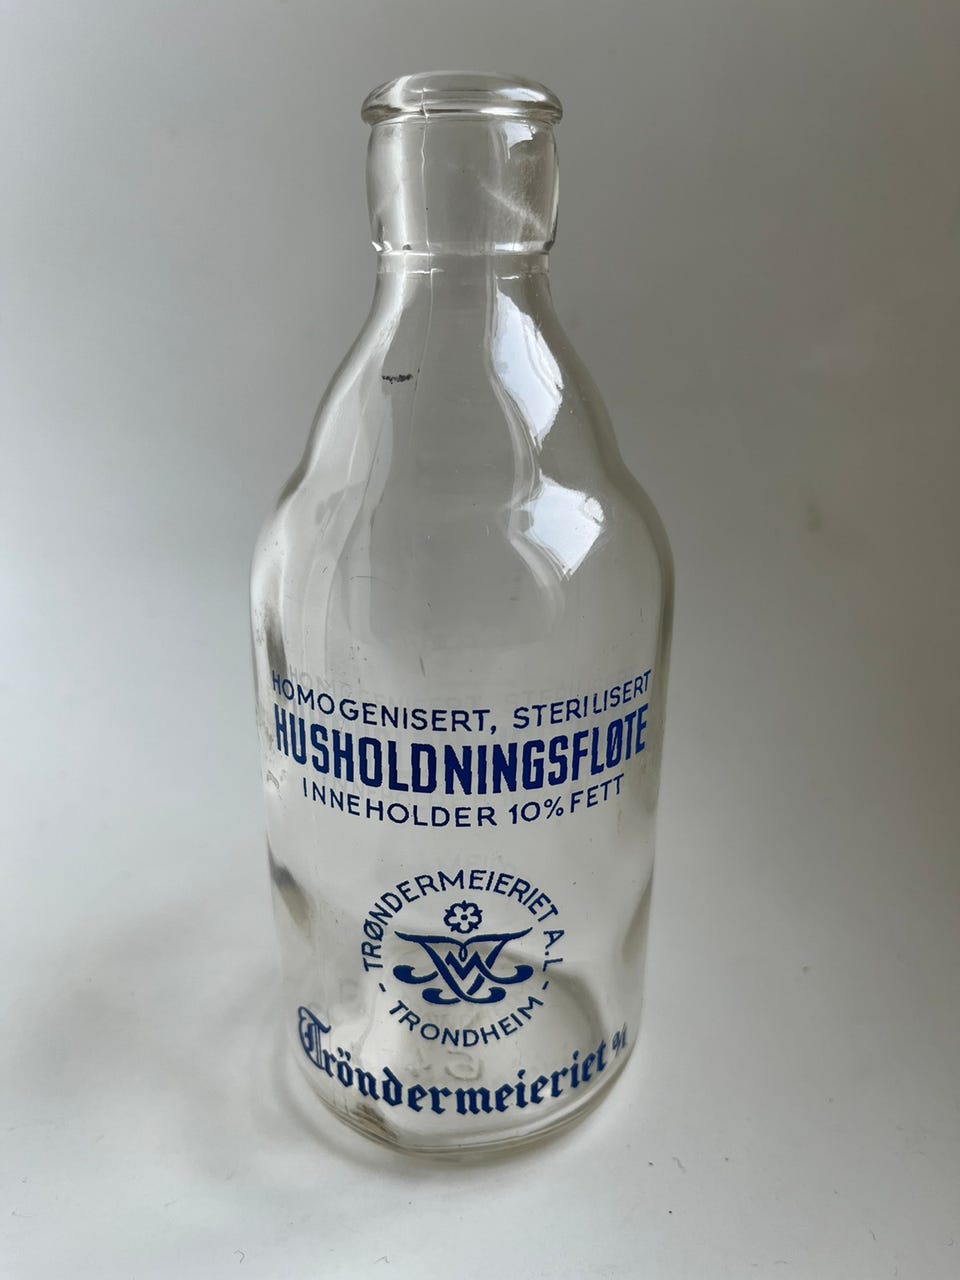 HOMOGENISERT, STERILISERT
HUSHOLDNINGSFLØTE
INNEHOLDER 10% FETT
TRØNDERMEIERIET A.L
- TRONDHEIM -
Tröndermeieriet a/l